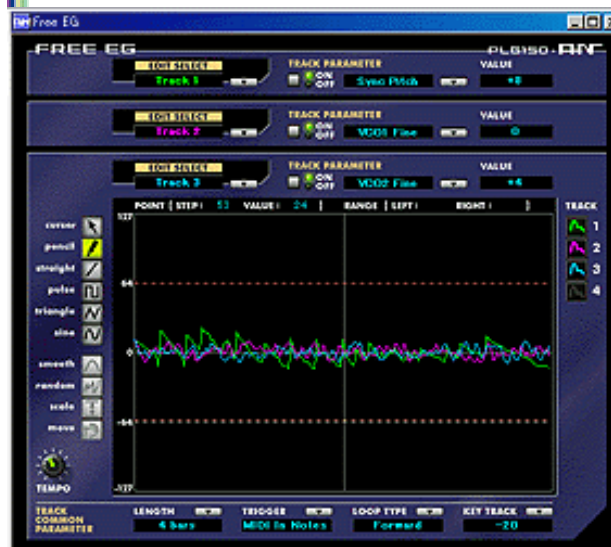 Free EG
FREE EG PLG150-AN
EDIT SELECT TRACK PARAMETER VALUE
Track 1 ON OFF Sync Pitch +8
EDIT SELECT TRACK PARAMETER VALUE
Track 2 ON OFF VCO1 Fine 0
EDIT SELECT TRACK PARAMETER VALUE
Track 3 ON OFF VCO2 Fine +4
POINT [ STEP: 53 VALUE: 24 ] RANGE [ LEFT: RIGHT: ] TRACK
127
cursor 1
pencil 2
straight 64 3
pulse 4
triangle
sine 0
smooth
random
scale -64
move
TEMPO -127
TRACK COMMON PARAMETER
LENGTH TRIGGER LOOP TYPE KEY TRACK
4 bars MIDI In Notes Forward -20